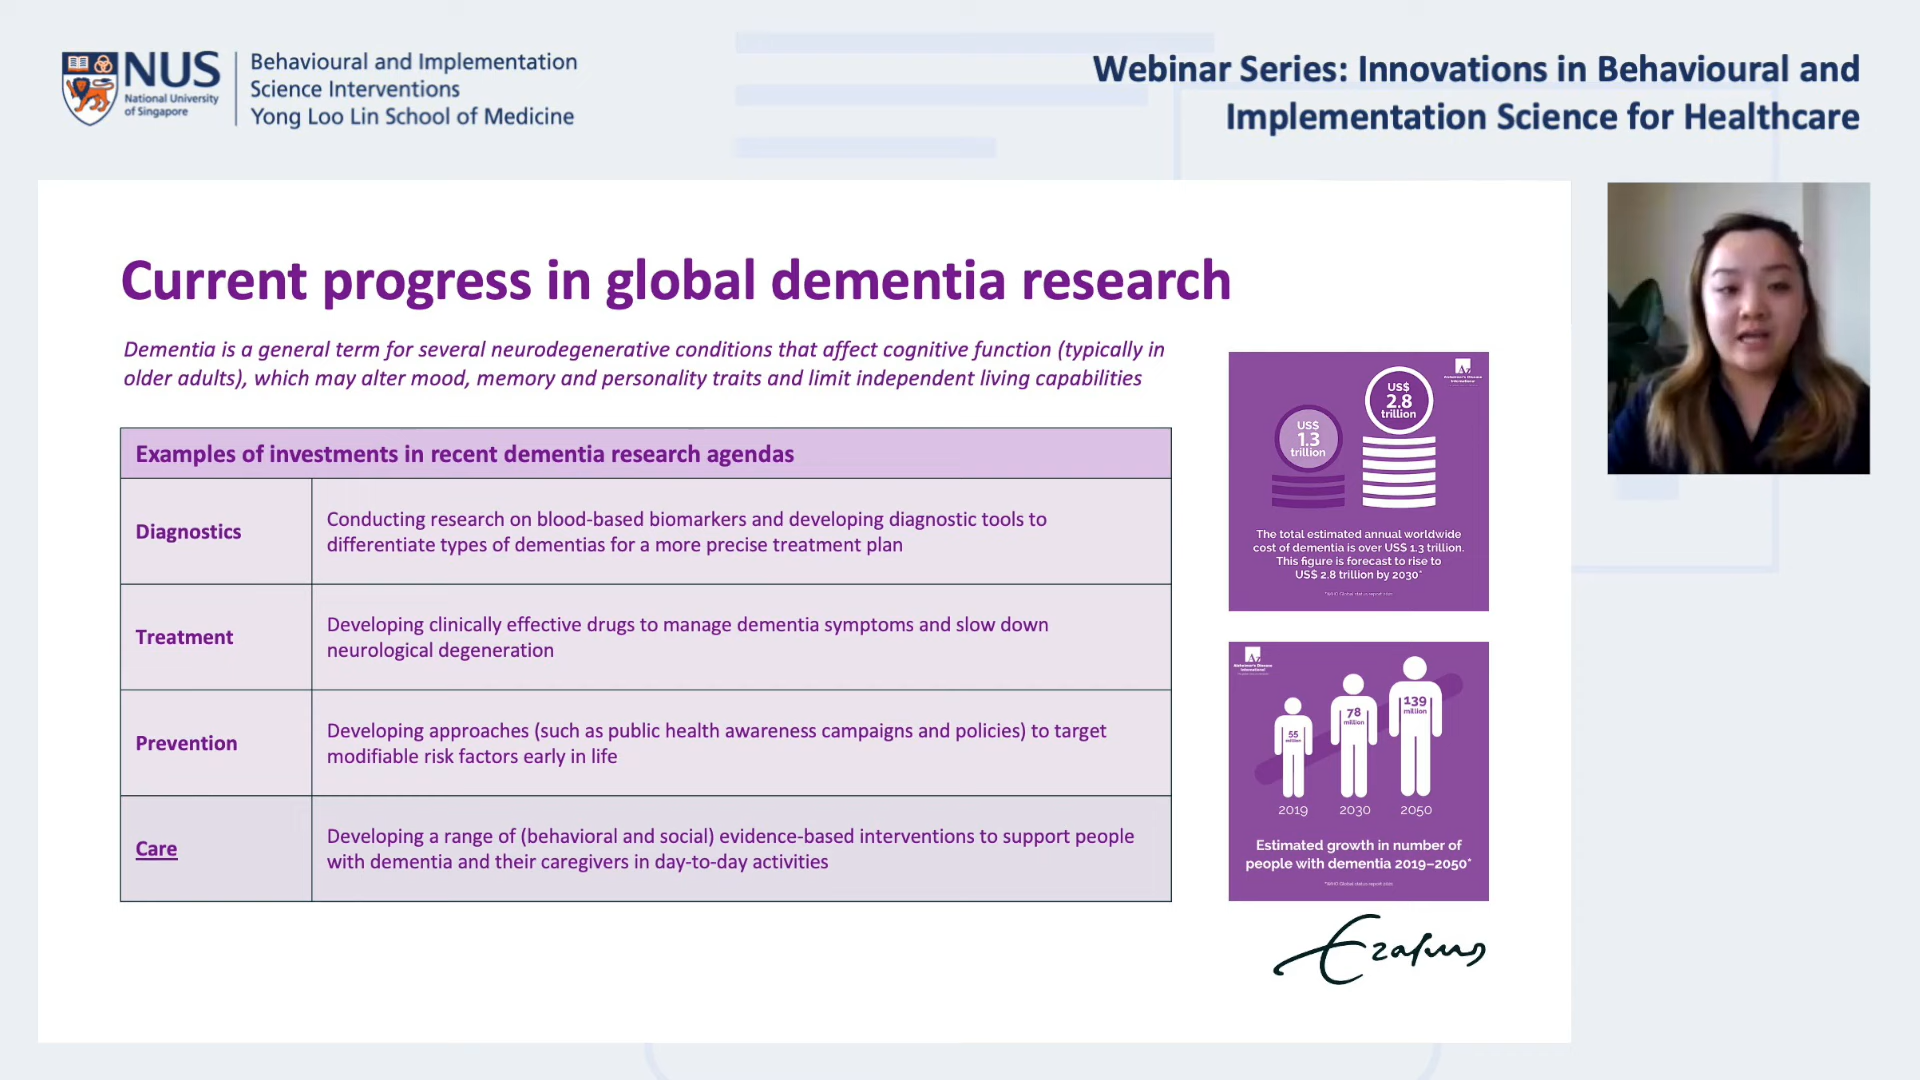 NUS
National University
of Singapore
Behavioural and Implementation
Science Interventions
Yong Loo Lin School of Medicine
Webinar Series: Innovations in Behavioural and
Implementation Science for Healthcare
Current progress in global dementia research
Dementia is a general term for several neurodegenerative conditions that affect cognitive function (typically in
older adults), which may alter mood, memory and personality traits and limit independent living capabilities
Examples of investments in recent dementia research agendas
Diagnostics
Conducting research on blood-based biomarkers and developing diagnostic tools to
differentiate types of dementias for a more precise treatment plan
Treatment
Developing clinically effective drugs to manage dementia symptoms and slow down
neurological degeneration
Prevention
Developing approaches (such as public health awareness campaigns and policies) to target
modifiable risk factors early in life
Care
Developing a range of (behavioral and social) evidence-based interventions to support people
with dementia and their caregivers in day-to-day activities
Alzheimer's Disease
International
US$
1.3
trillion
US$
2.8
trillion
The total estimated annual worldwide
cost of dementia is over US$ 1.3 trillion.
This figure is forecast to rise to
US$ 2.8 trillion by 2030*
Alzheimer's Disease
International
55
million
78
million
139
million
2019
2030
2050
Estimated growth in number of
people with dementia 2019–2050*
Erasmus